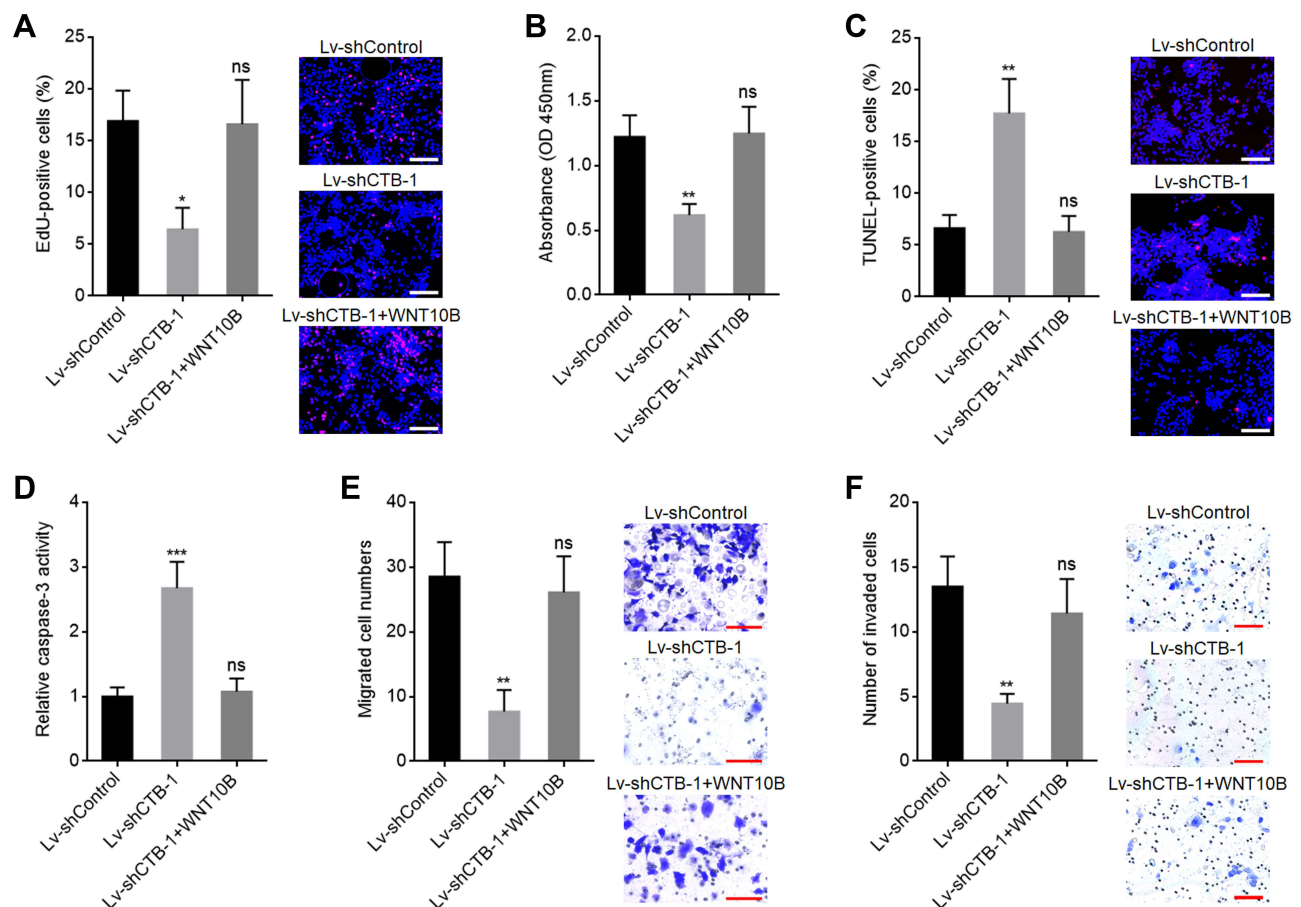 A
EdU-positive cells (%)
25
20
15
10
5
0
*
ns
Lv-shControl
Lv-shCTB-1
Lv-shCTB-1+WNT10B
Lv-shControl
Lv-shCTB-1
Lv-shCTB-1+WNT10B
B
Absorbance (OD 450nm)
2.0
1.5
1.0
0.5
0.0
**
ns
Lv-shControl
Lv-shCTB-1
Lv-shCTB-1+WNT10B
C
TUNEL-positive cells (%)
25
20
15
10
5
0
**
ns
Lv-shControl
Lv-shCTB-1
Lv-shCTB-1+WNT10B
Lv-shControl
Lv-shCTB-1
Lv-shCTB-1+WNT10B
D
Relative caspase-3 activity
4
3
2
1
0
***
ns
Lv-shControl
Lv-shCTB-1
Lv-shCTB-1+WNT10B
E
Migrated cell numbers
40
30
20
10
0
**
ns
Lv-shControl
Lv-shCTB-1
Lv-shCTB-1+WNT10B
Lv-shControl
Lv-shCTB-1
Lv-shCTB-1+WNT10B
F
Number of invaded cells
20
15
10
5
0
**
ns
Lv-shControl
Lv-shCTB-1
Lv-shCTB-1+WNT10B
Lv-shControl
Lv-shCTB-1
Lv-shCTB-1+WNT10B